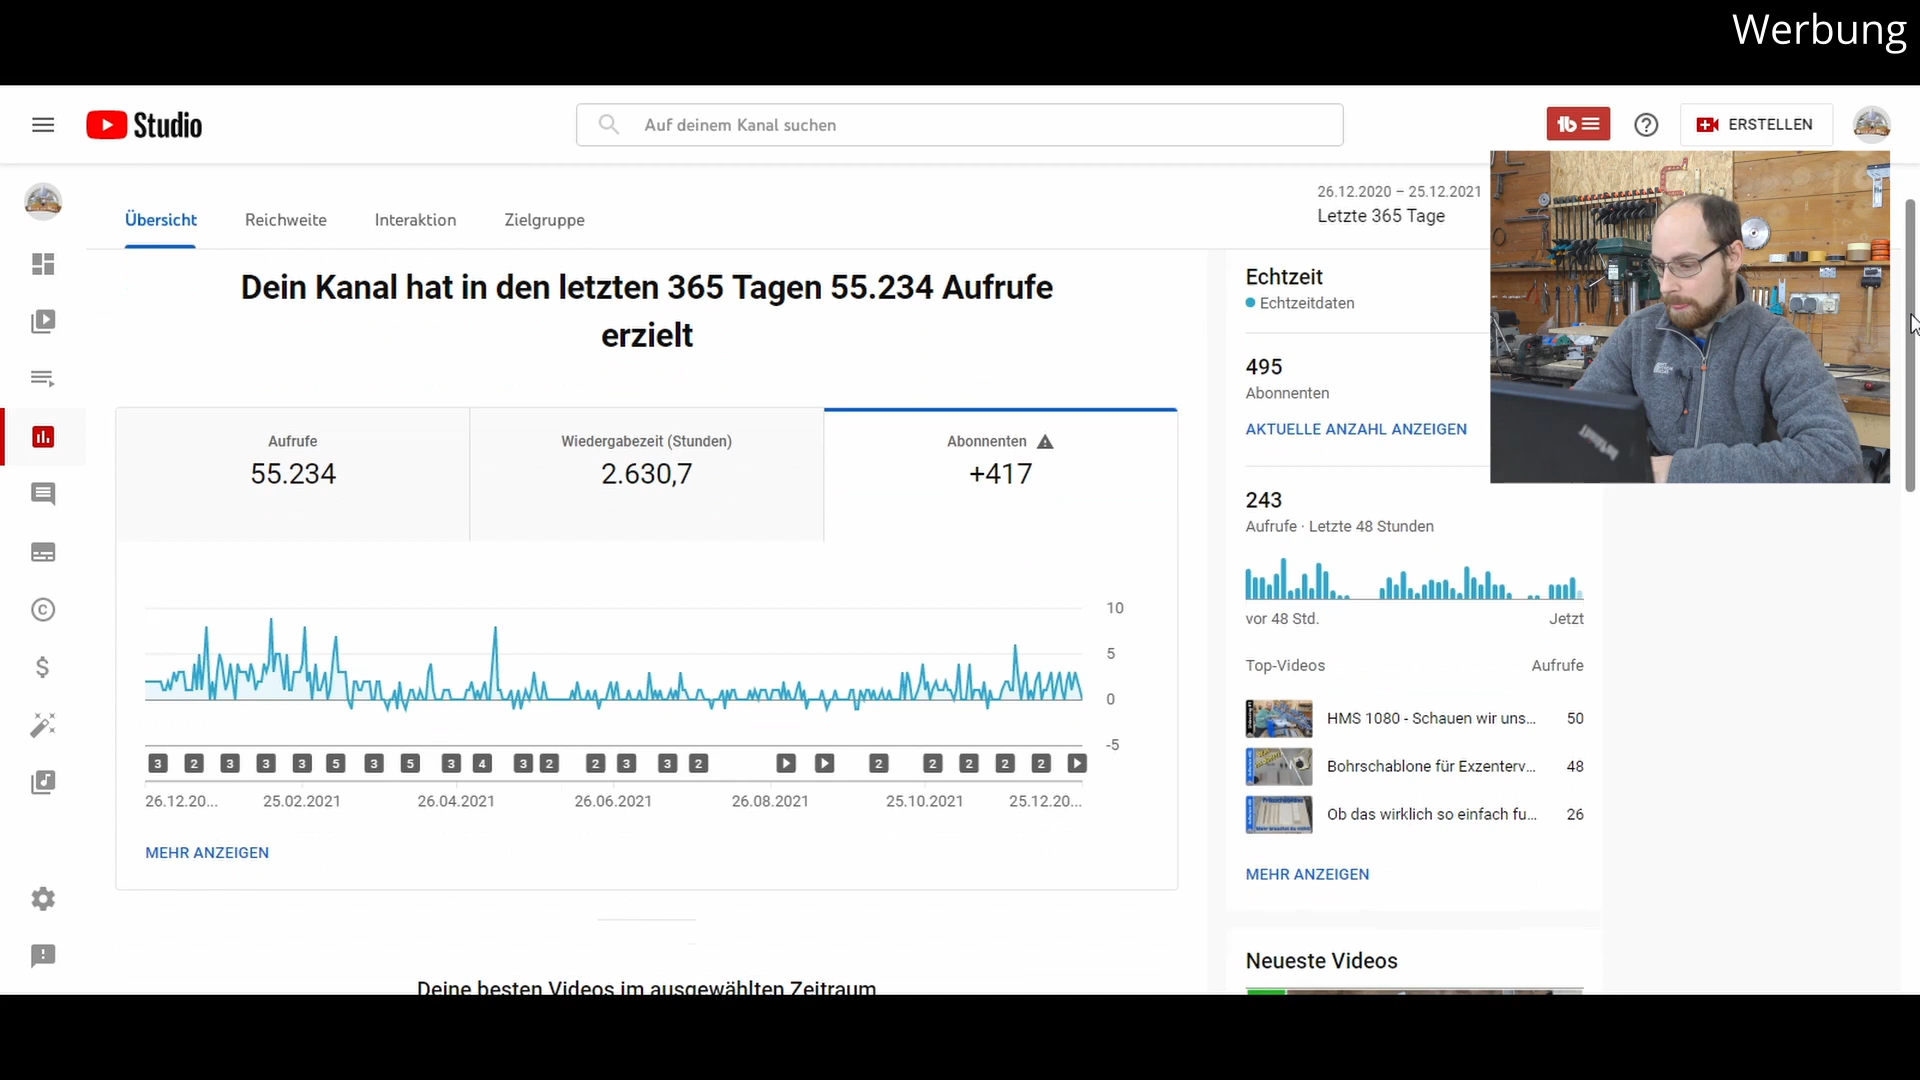 Werbung
Studio
Auf deinem Kanal suchen
ERSTELLEN
Übersicht
Reichweite
Interaktion
Zielgruppe
26.12.2020 – 25.12.2021
Letzte 365 Tage
Dein Kanal hat in den letzten 365 Tagen 55.234 Aufrufe
erzielt
Aufrufe
55.234
Wiedergabezeit (Stunden)
2.630,7
Abonnenten
+417
10
5
0
-5
3 2 3 3 3 5 3 5 3 4 3 2 2 3 3 2 2 2 2 2 2
26.12.20...
25.02.2021
26.04.2021
26.06.2021
26.08.2021
25.10.2021
25.12.20...
MEHR ANZEIGEN
Deine besten Videos im ausgewählten Zeitraum
Echtzeit
Echtzeitdaten
495
Abonnenten
AKTUELLE ANZAHL ANZEIGEN
243
Aufrufe · Letzte 48 Stunden
vor 48 Std.
Jetzt
Top-Videos
Aufrufe
HMS 1080 - Schauen wir uns...
50
Bohrschablone für Exzenterv...
48
Ob das wirklich so einfach fu...
26
MEHR ANZEIGEN
Neueste Videos